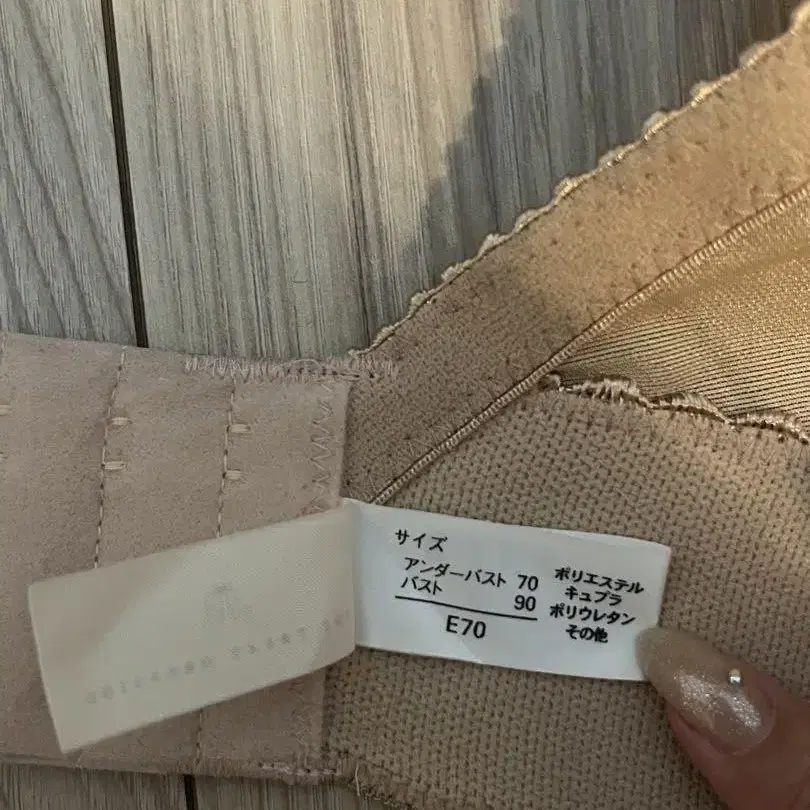 サイズ
アンダーバスト 70
バスト 90
E70
ポリエステル
キュプラ
ポリウレタン
その他